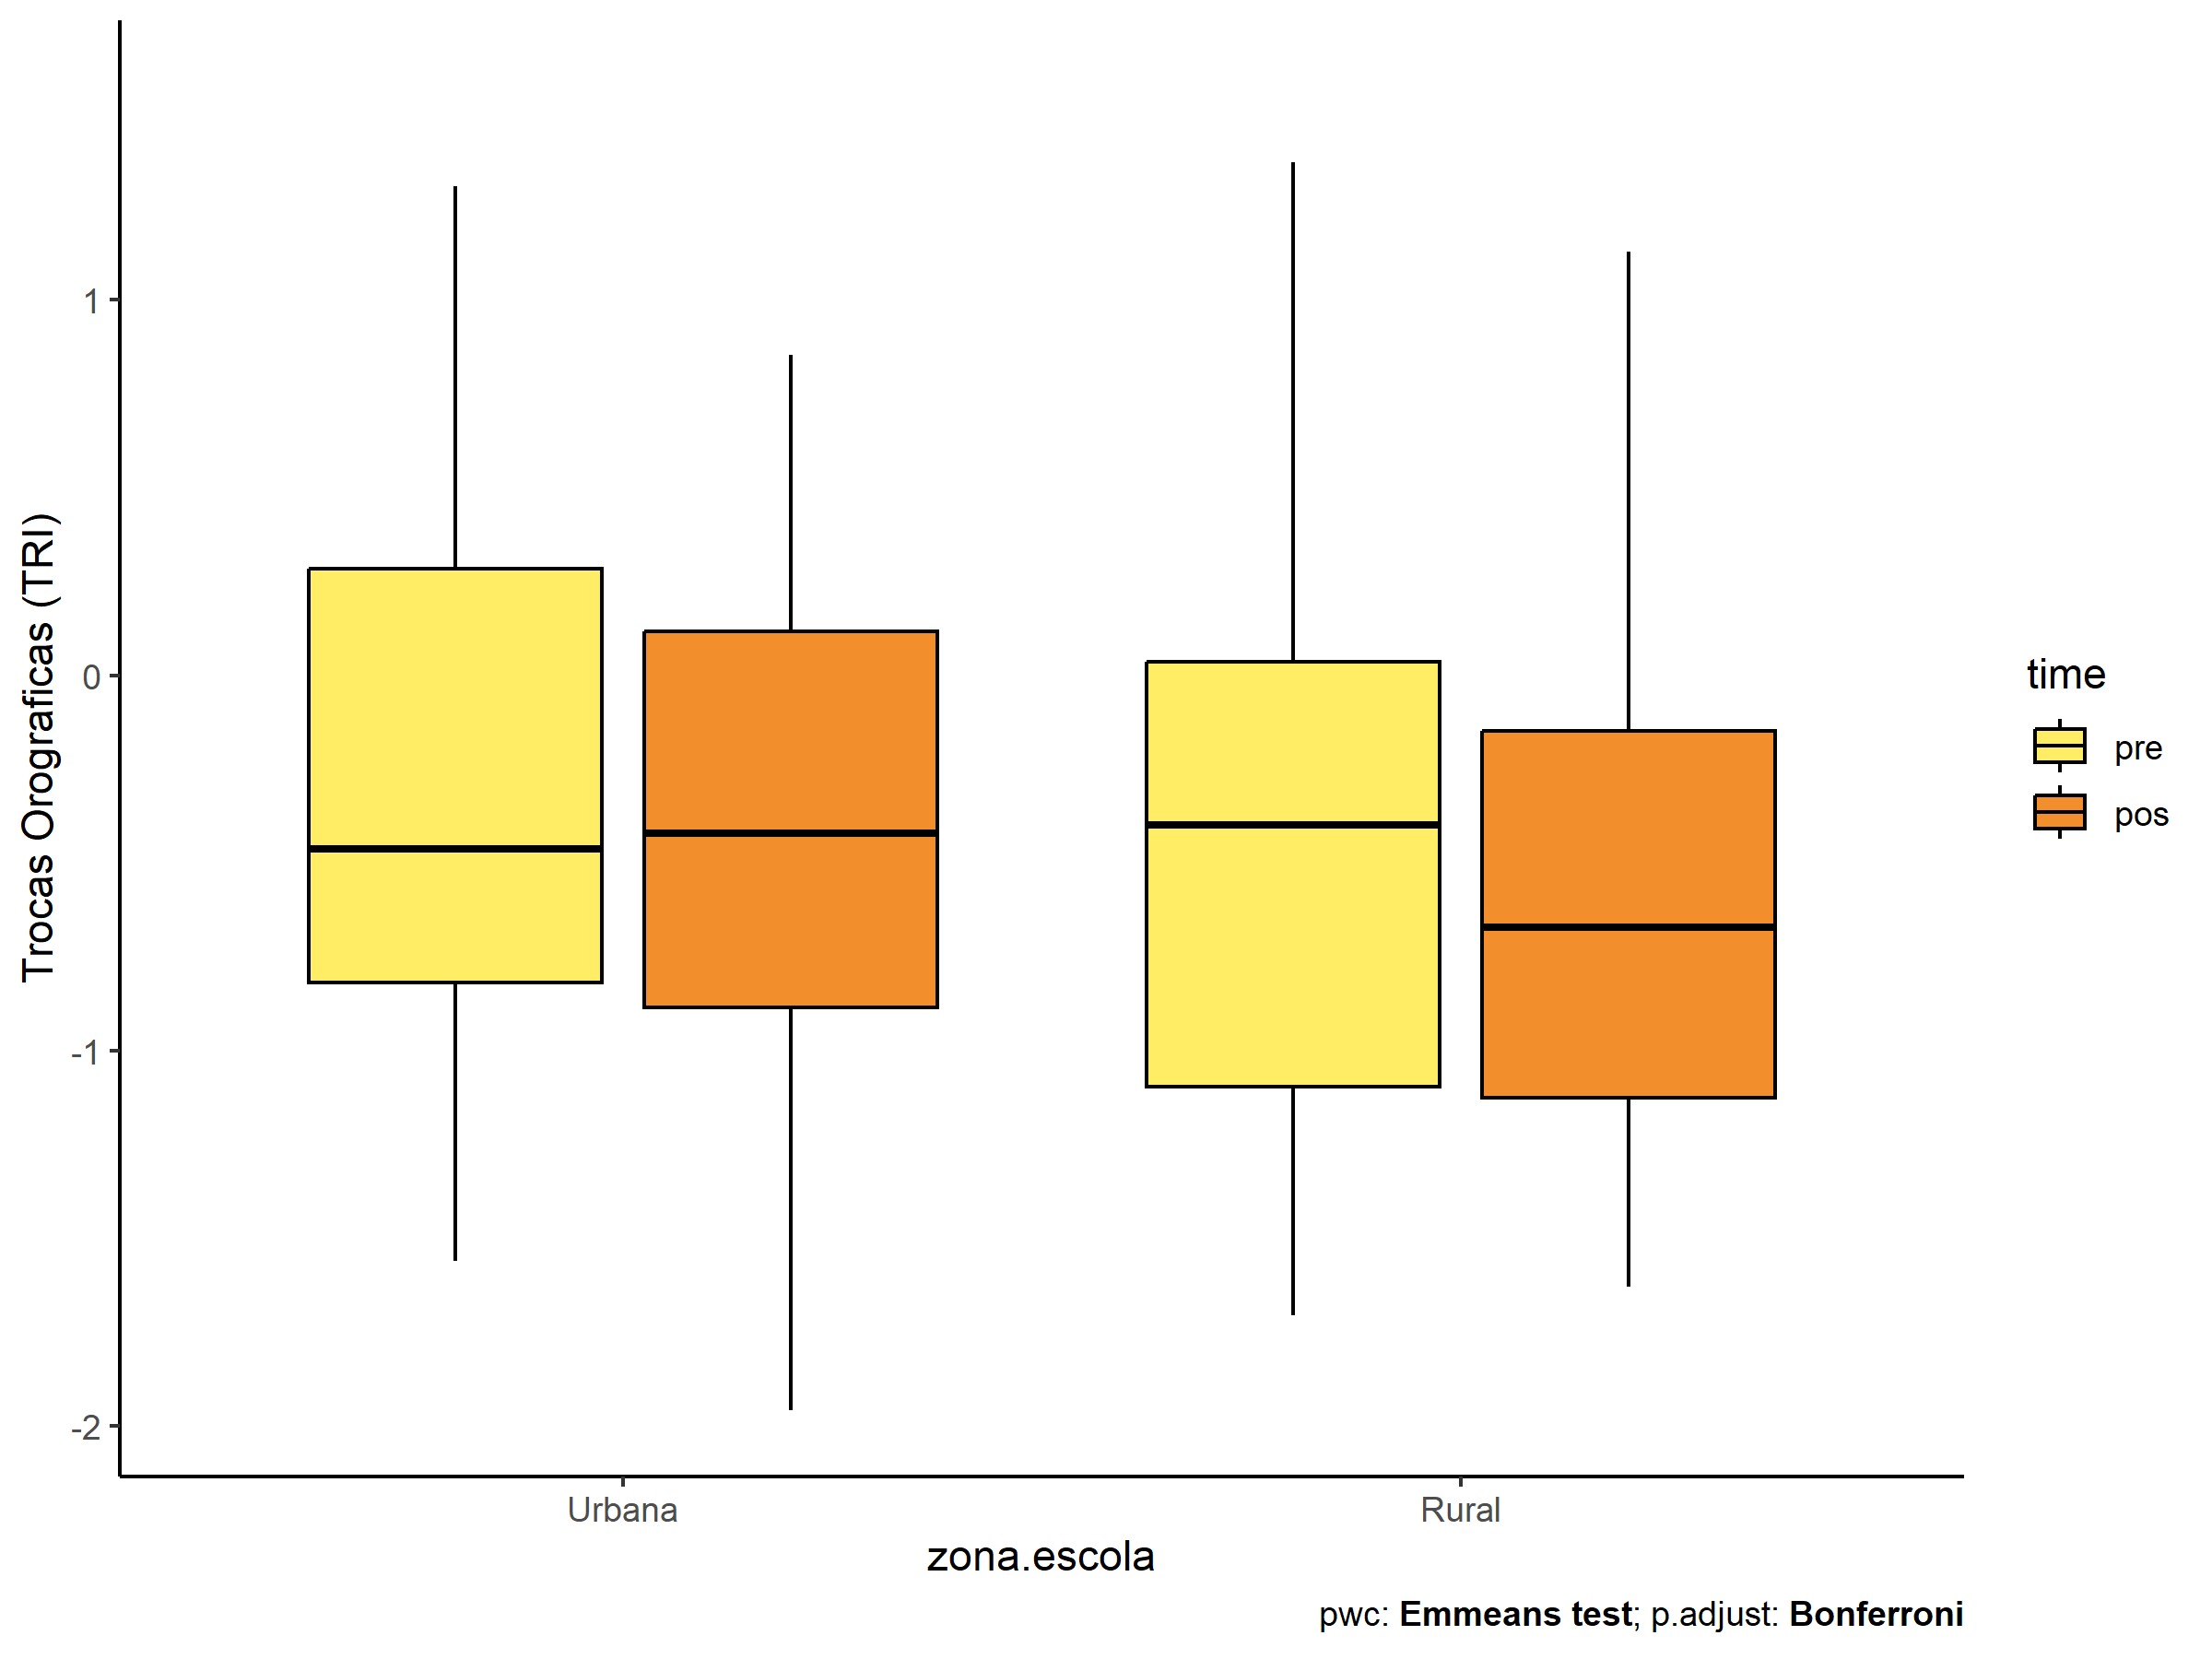 Trocas Orograficas (TRI)
1
0
-1
-2
Urbana
Rural
zona.escola
time
pre
pos
pwc: Emmeans test; p.adjust: Bonferroni